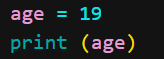 age = 19
print (age)